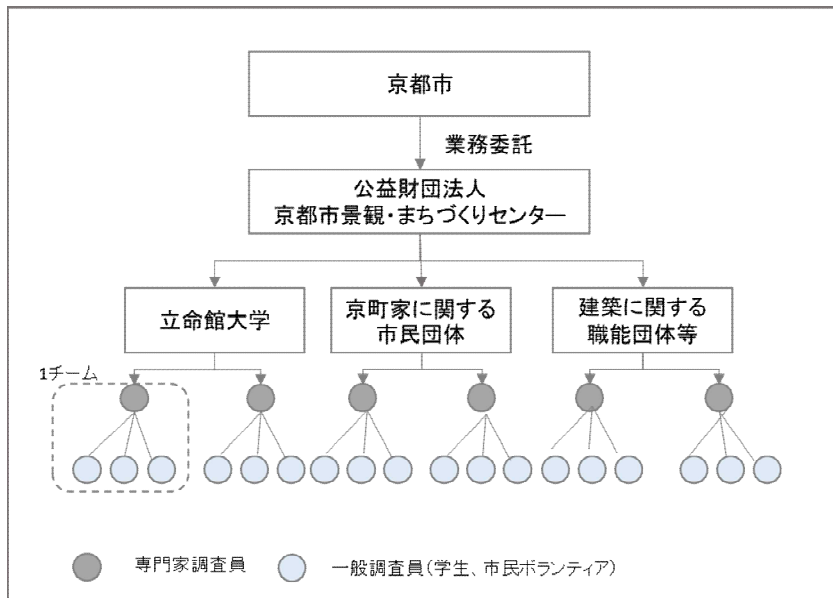 京都市
業務委託
公益財団法人
京都市景観・まちづくりセンター
立命館大学
京町家に関する
市民団体
建築に関する
職能団体等
1チーム
専門家調査員
一般調査員(学生、市民ボランティア)